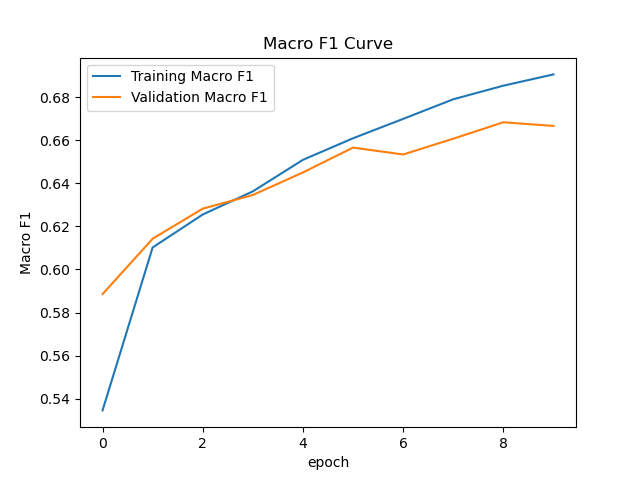 Macro F1 Curve
Training Macro F1
Validation Macro F1
0.68
0.66
0.64
0.62
0.60
0.58
0.56
0.54
Macro F1
0 2 4 6 8
epoch